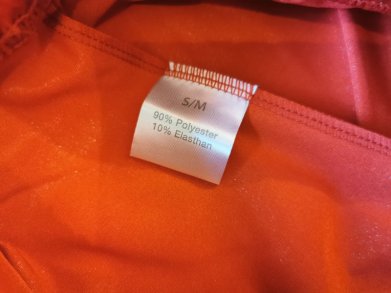 S/M
90% Polyester
10% Elasthan